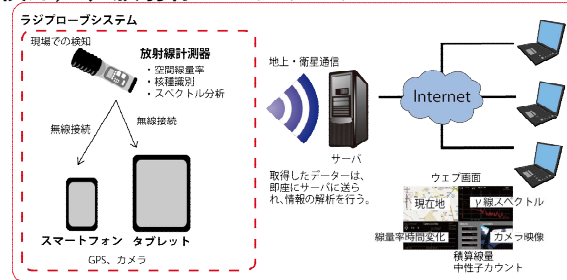 ラジプローブシステム
現場での検知
放射線計測器
・空間線量率
・核種識別
・スペクトル分析
無線接続
無線接続
スマートフォン
タブレット
GPS、カメラ
地上・衛星通信
サーバ
取得したデーターは、
即座にサーバに送ら
れ、情報の解析を行う。
Internet
ウェブ画面
現在地
γ線スペクトル
線量率時間変化
カメラ映像
積算線量
中性子カウント